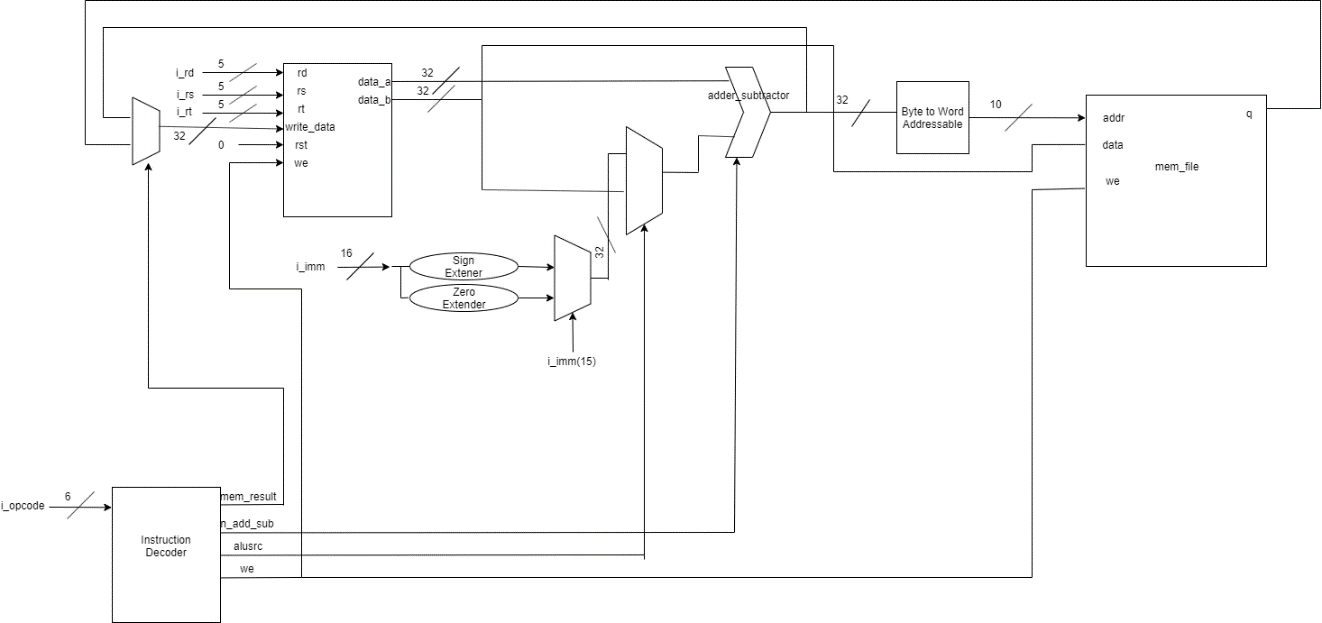 i_rd
5
i_rs
5
i_rt
5
32
0
rd
rs
rt
write_data
rst
we
data_a
data_b
32
32
adder_subtractor
32
Byte to Word
Addressable
10
addr
data
we
q
mem_file
i_imm
16
Sign
Extener
Zero
Extender
32
i_imm(15)
i_opcode
6
Instruction
Decoder
mem_result
n_add_sub
alusrc
we